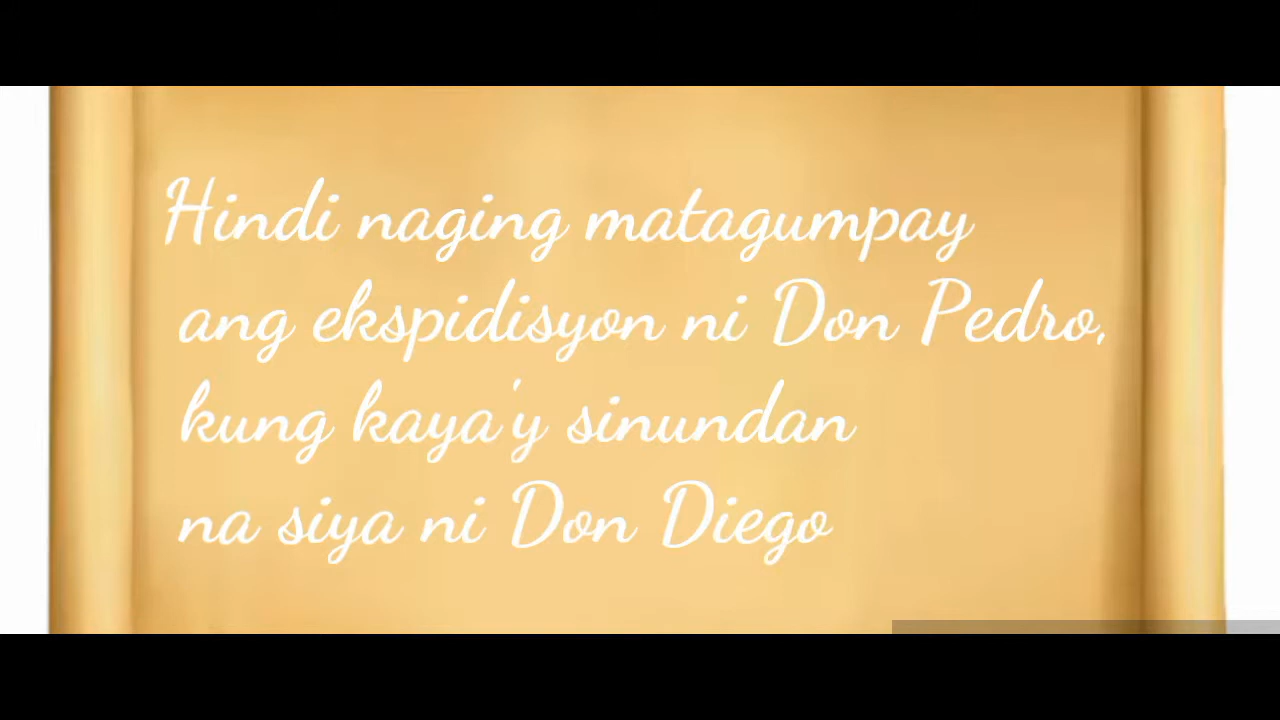 Hindi naging matagumpay
ang ekspidisyon ni Don Pedro,
kung kaya'y sinundan
na siya ni Don Diego